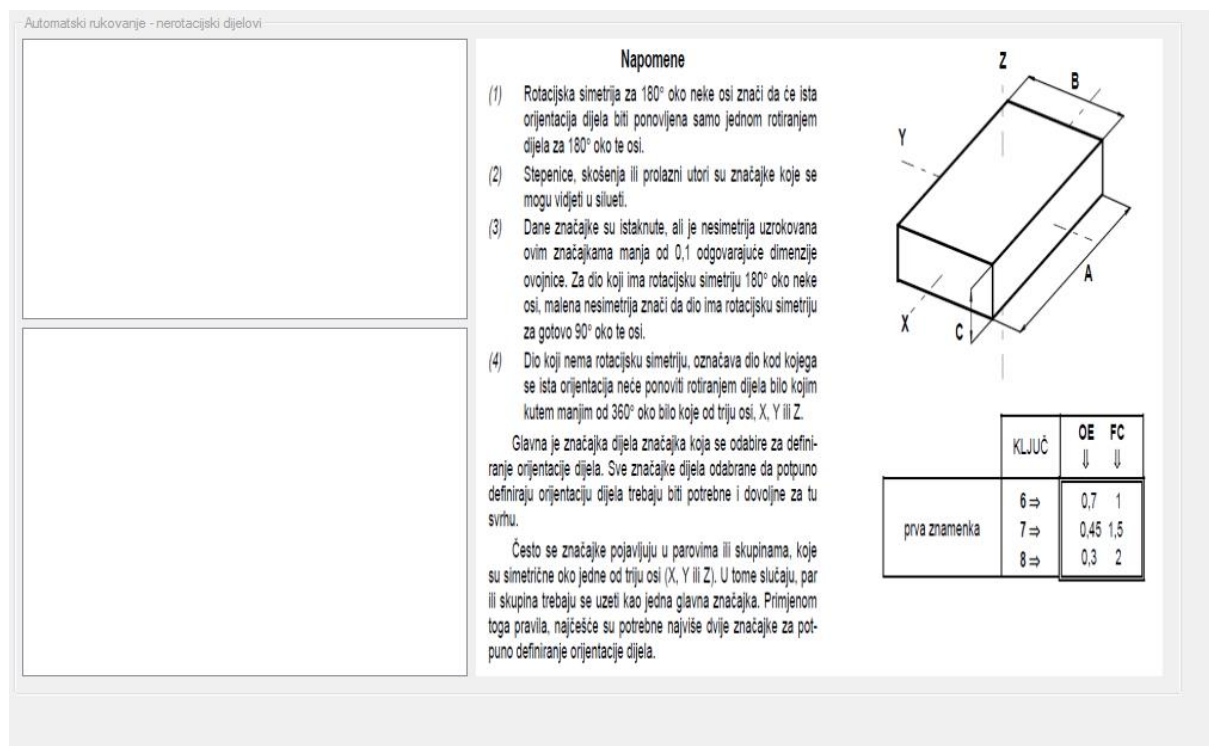 Automatski rukovanje - nerotacijski dijelovi
Napomene
(1) Rotacijska simetrija za 180° oko neke osi znači da će ista
orijentacija dijela biti ponovljena samo jednom rotiranjem
dijela za 180° oko te osi.
(2) Stepenice, skošenja ili prolazni utori su značajke koje se
mogu vidjeti u silueti.
(3) Dane značajke su istaknute, ali je nesimetrija uzrokovana
ovim značajkama manja od 0,1 odgovarajuće dimenzije
ovojnice. Za dio koji ima rotacijsku simetriju 180° oko neke
osi, malena nesimetrija znači da dio ima rotacijsku simetriju
za gotovo 90° oko te osi.
(4) Dio koji nema rotacijsku simetriju, označava dio kod kojega
se ista orijentacija neće ponoviti rotiranjem dijela bilo kojim
kutem manjim od 360° oko bilo koje od triju osi, X, Y ili Z.
Glavna je značajka dijela značajka koja se odabire za defini-
ranje orijentacije dijela. Sve značajke dijela odabrane da potpuno
definiraju orijentaciju dijela trebaju biti potrebne i dovoljne za tu
svrhu.
Često se značajke pojavljuju u parovima ili skupinama, koje
su simetrične oko jedne od triju osi (X, Y ili Z). U tome slučaju, par
ili skupina trebaju se uzeti kao jedna glavna značajka. Primjenom
toga pravila, najčešće su potrebne najviše dvije značajke za pot-
puno definiranje orijentacije dijela.
Z
B
Y
A
X
C
KLJUČ OE FC
⇓ ⇓
6 ⇒ 0,7 1
prva znamenka 7 ⇒ 0,45 1,5
8 ⇒ 0,3 2